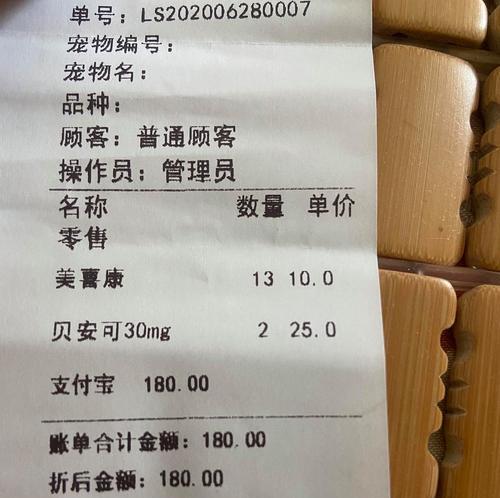 单号：LS202006280007
宠物编号：
宠物名：
品种：
顾客：普通顾客
操作员：管理员
名称 数量 单价
零售
美喜康 13 10.0
贝安可30mg 2 25.0
支付宝 180.00
账单合计金额：180.00
折后金额：180.00